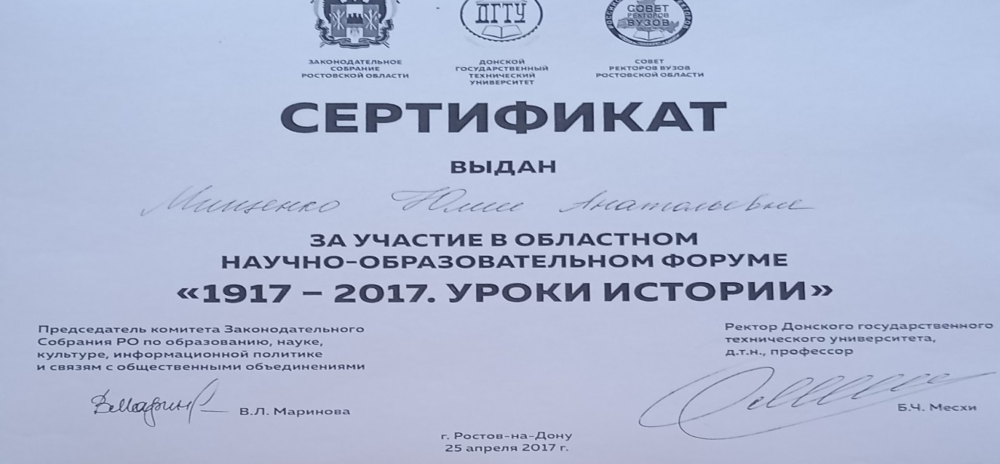 ДГТУ
СОВЕТ
РЕКТОРОВ
ВУЗОВ
ЗАКОНОДАТЕЛЬНОЕ
СОБРАНИЕ
РОСТОВСКОЙ ОБЛАСТИ
ДОНСКОЙ
ГОСУДАРСТВЕННЫЙ
ТЕХНИЧЕСКИЙ
УНИВЕРСИТЕТ
СОВЕТ
РЕКТОРОВ ВУЗОВ
РОСТОВСКОЙ ОБЛАСТИ
СЕРТИФИКАТ
ВЫДАН
Мищенко Юлии Анатольевне
ЗА УЧАСТИЕ В ОБЛАСТНОМ
НАУЧНО-ОБРАЗОВАТЕЛЬНОМ ФОРУМЕ
«1917 – 2017. УРОКИ ИСТОРИИ»
Председатель комитета Законодательного
Собрания РО по образованию, науке,
культуре, информационной политике
и связям с общественными объединениями
В.Л. Маринова
Ректор Донского государственного
технического университета,
д.т.н., профессор
Б.Ч. Месхи
г. Ростов-на-Дону
25 апреля 2017 г.